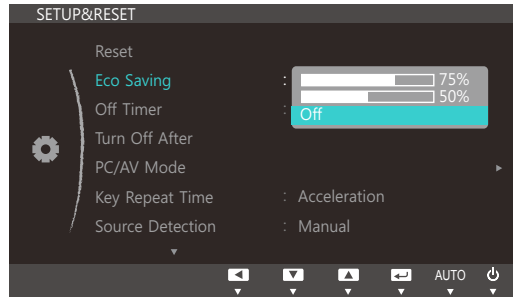 SETUP&RESET
Reset
Eco Saving : 75%
50%
Off Timer : Off
Turn Off After
PC/AV Mode
Key Repeat Time : Acceleration
Source Detection : Manual
AUTO